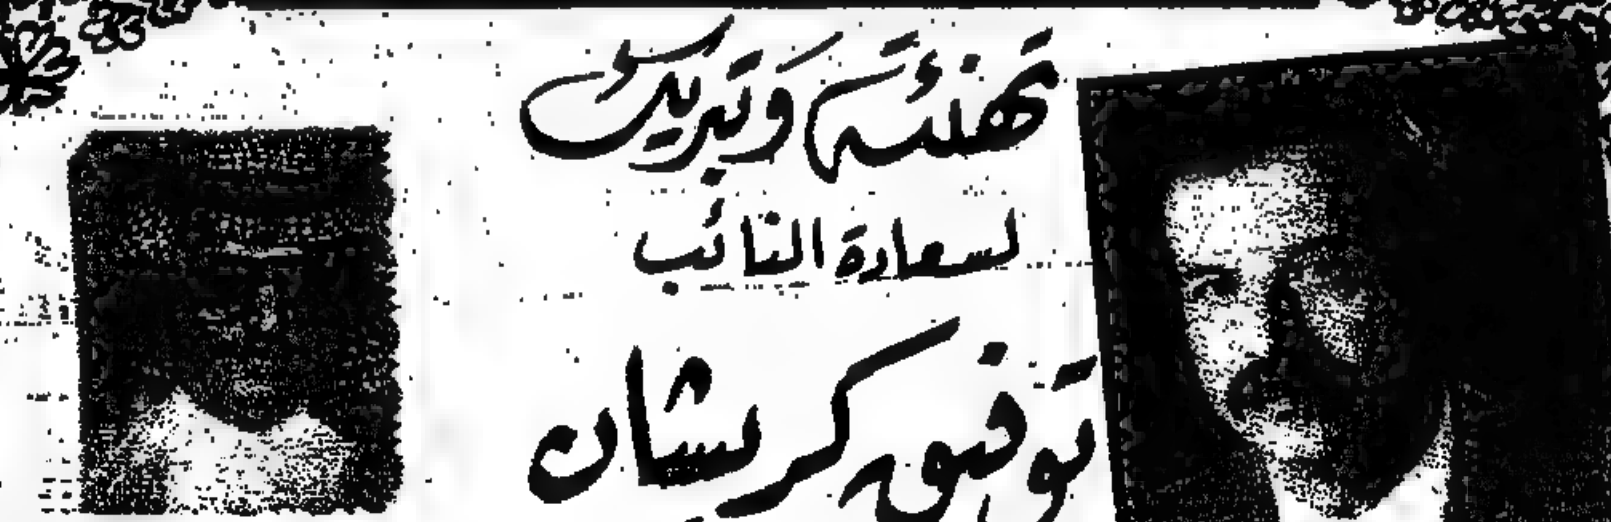 تهنئة وتبريك
لسعادة النائب
توفيق كريشان